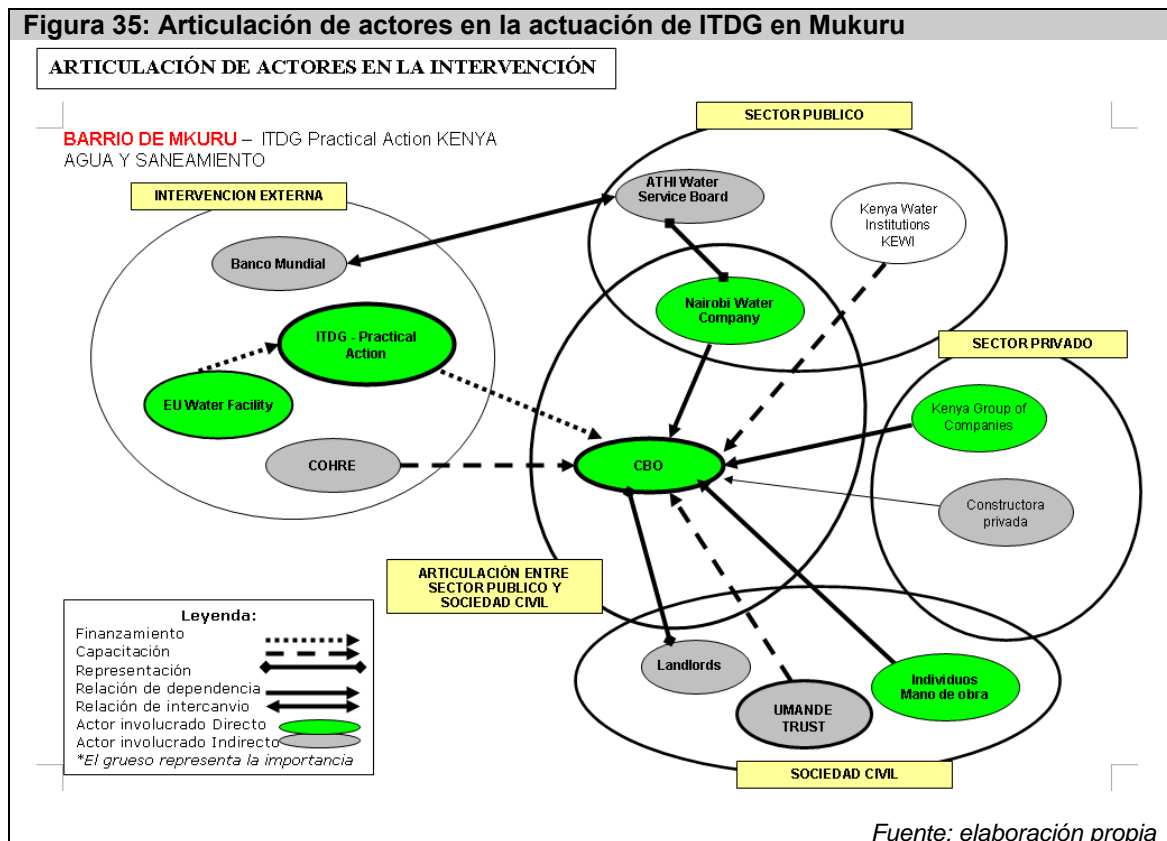 Figura 35: Articulación de actores en la actuación de ITDG en Mukuru
ARTICULACIÓN DE ACTORES EN LA INTERVENCIÓN
BARRIO DE MKURU – ITDG Practical Action KENYA
AGUA Y SANEAMIENTO
SECTOR PUBLICO
INTERVENCION EXTERNA
ATHI Water
Service Board
Kenya Water
Institutions
KEWI
Banco Mundial
Nairobi Water
Company
ITDG - Practical
Action
SECTOR PRIVADO
EU Water Facility
Kenya Group of
Companies
COHRE
CBO
Constructora
privada
ARTICULACIÓN ENTRE
SECTOR PUBLICO Y
SOCIEDAD CIVIL
Leyenda:
Finanzamiento
Capacitación
Representación
Relación de dependencia
Relación de intercanvio
Actor involucrado Directo
Actor involucrado Indirecto
*El grueso representa la importancia
Landlords
UMANDE
TRUST
Individuos
Mano de obra
SOCIEDAD CIVIL
Fuente: elaboración propia